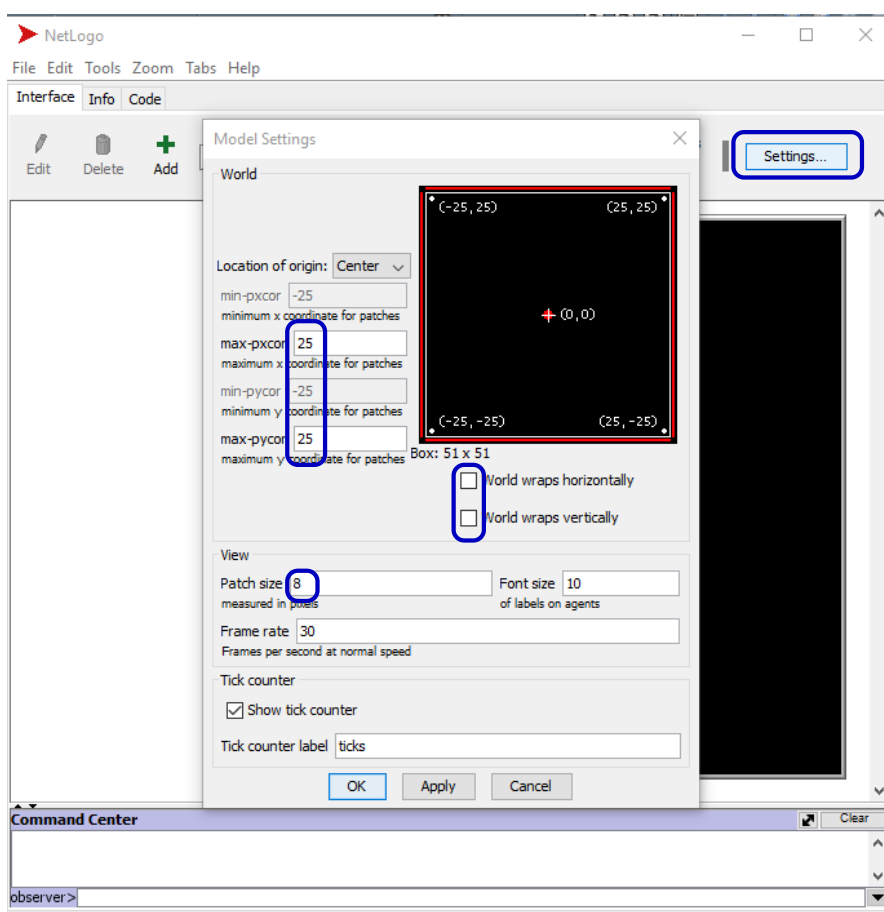 NetLogo
File Edit Tools Zoom Tabs Help
Interface Info Code
Edit Delete Add
Settings...
Model Settings
World
(-25,25) (25,25)
Location of origin: Center
min-pxcor -25
minimum x coordinate for patches
(0,0)
max-pxcor 25
maximum x coordinate for patches
min-pycor -25
minimum y coordinate for patches
(-25,-25) (25,-25)
max-pycor 25
maximum y coordinate for patches
Box: 51 x 51
World wraps horizontally
World wraps vertically
View
Patch size 8 Font size 10
measured in pixels of labels on agents
Frame rate 30
Frames per second at normal speed
Tick counter
Show tick counter
Tick counter label ticks
OK Apply Cancel
Command Center Clear
observer>